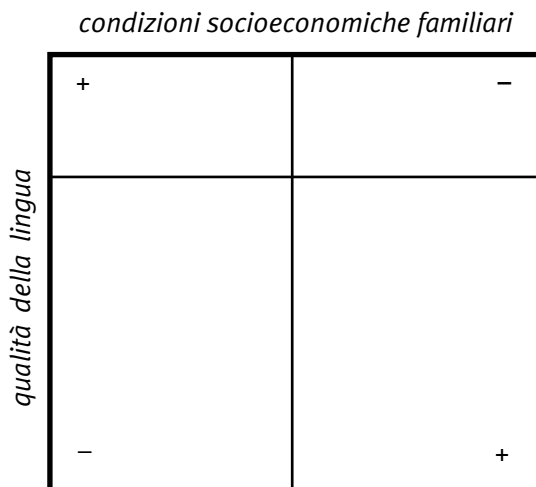 condizioni socioeconomiche familiari
+ −
qualità della lingua
− +